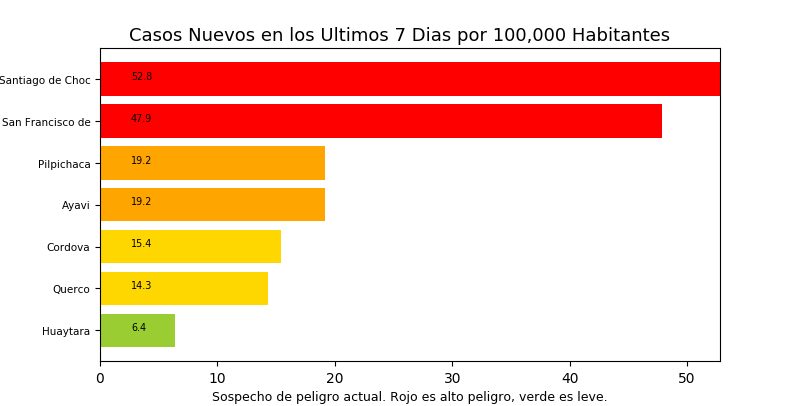 Casos Nuevos en los Ultimos 7 Dias por 100,000 Habitantes
Santiago de Choc 52.8
San Francisco de 47.9
Pilpichaca 19.2
Ayavi 19.2
Cordova 15.4
Querco 14.3
Huaytara 6.4
0 10 20 30 40 50
Sospecho de peligro actual. Rojo es alto peligro, verde es leve.